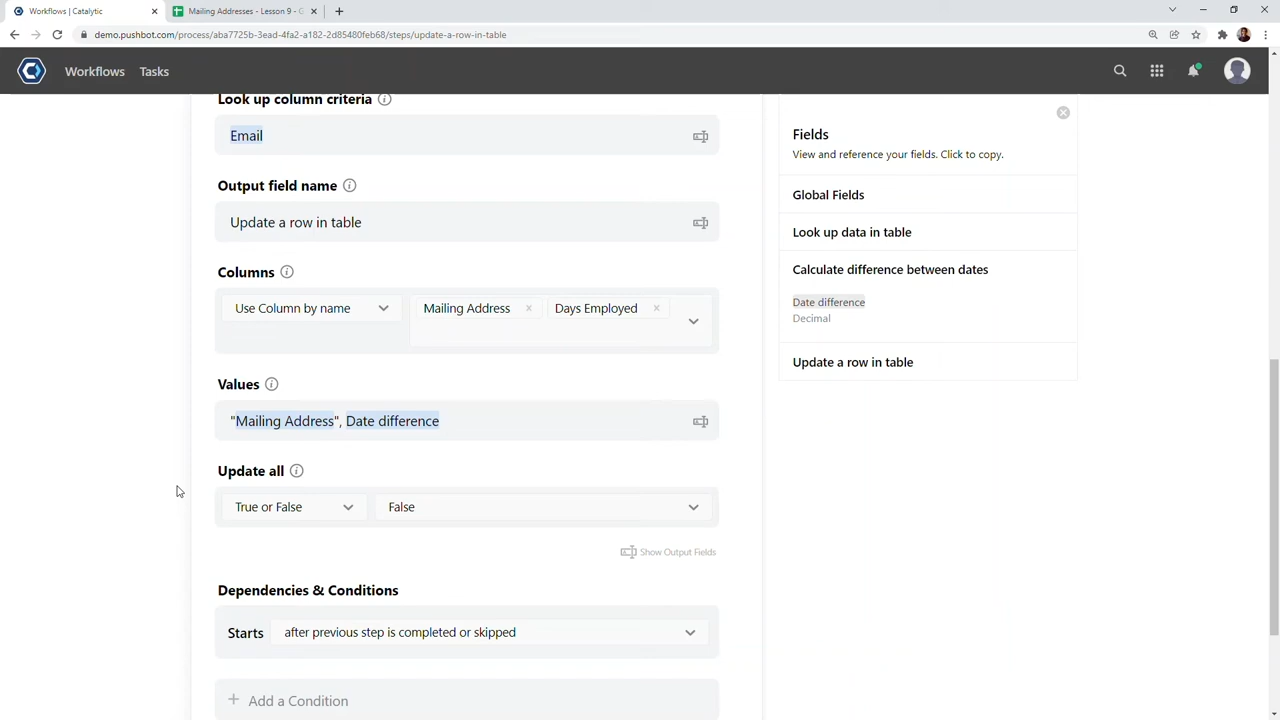 Workflows | Catalytic
Mailing Addresses - Lesson 9 - G
demo.pushbot.com/process/aba7725b-3ead-4fa2-a182-2d85480feb68/steps/update-a-row-in-table
Workflows
Tasks
Look up column criteria
Email
Output field name
Update a row in table
Columns
Use Column by name
Mailing Address ×
Days Employed ×
Values
"Mailing Address", Date difference
Update all
True or False
False
Show Output Fields
Dependencies & Conditions
Starts
after previous step is completed or skipped
+ Add a Condition
Fields
View and reference your fields. Click to copy.
Global Fields
Look up data in table
Calculate difference between dates
Date difference
Decimal
Update a row in table